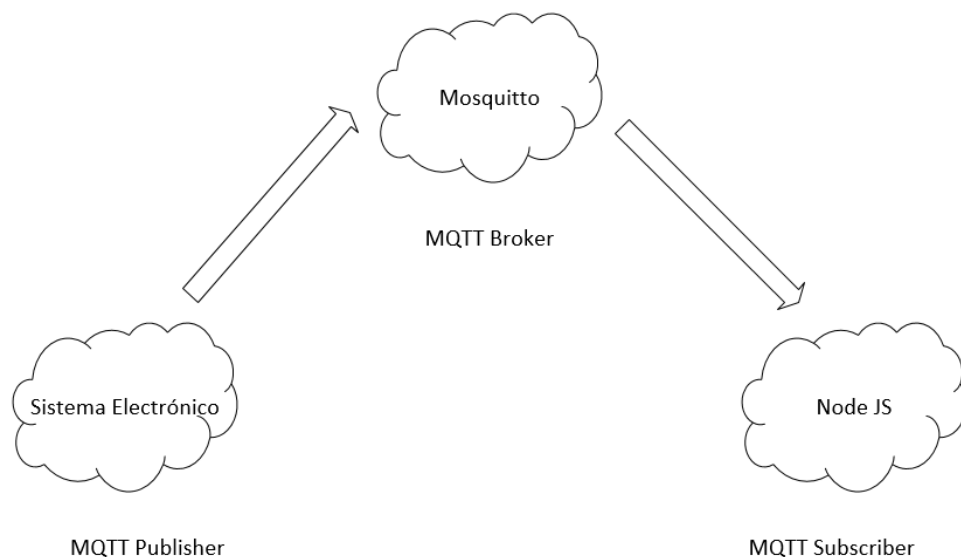 Mosquitto
MQTT Broker
Sistema Electrónico
Node JS
MQTT Publisher
MQTT Subscriber